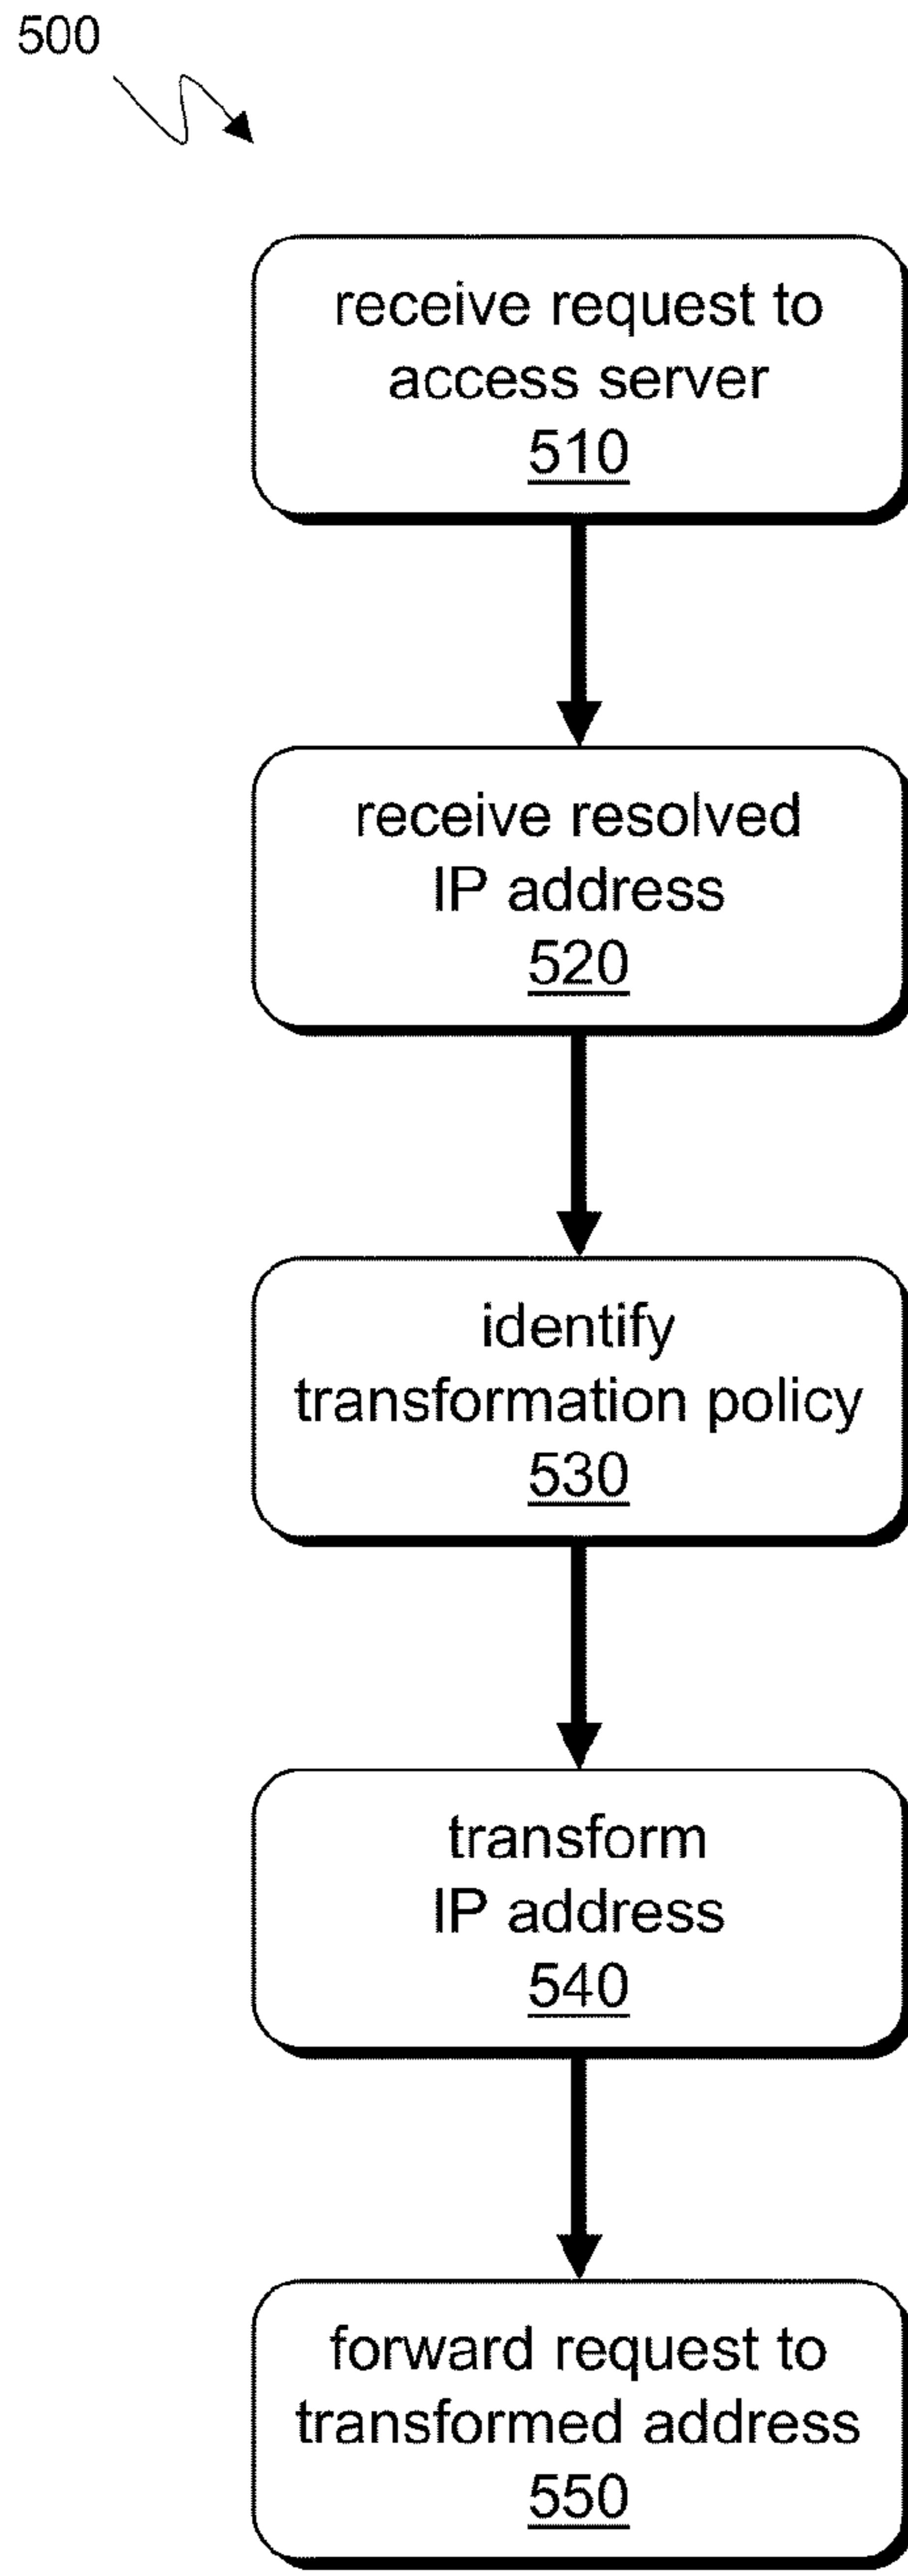 500
receive request to
access server
510
receive resolved
IP address
520
identify
transformation policy
530
transform
IP address
540
forward request to
transformed address
550